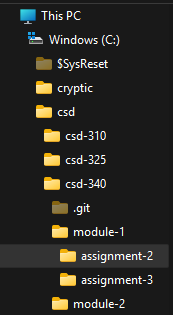 This PC
Windows (C:)
$SysReset
cryptic
csd
csd-310
csd-325
csd-340
.git
module-1
assignment-2
assignment-3
module-2